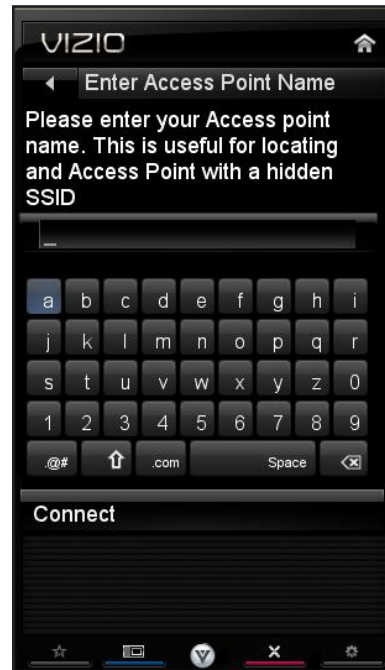 VIZIO
Enter Access Point Name
Please enter your Access point
name. This is useful for locating
and Access Point with a hidden
SSID
_
a b c d e f g h i
j k l m n o p q r
s t u v w x y z 0
1 2 3 4 5 6 7 8 9
.@# .com Space
Connect
V